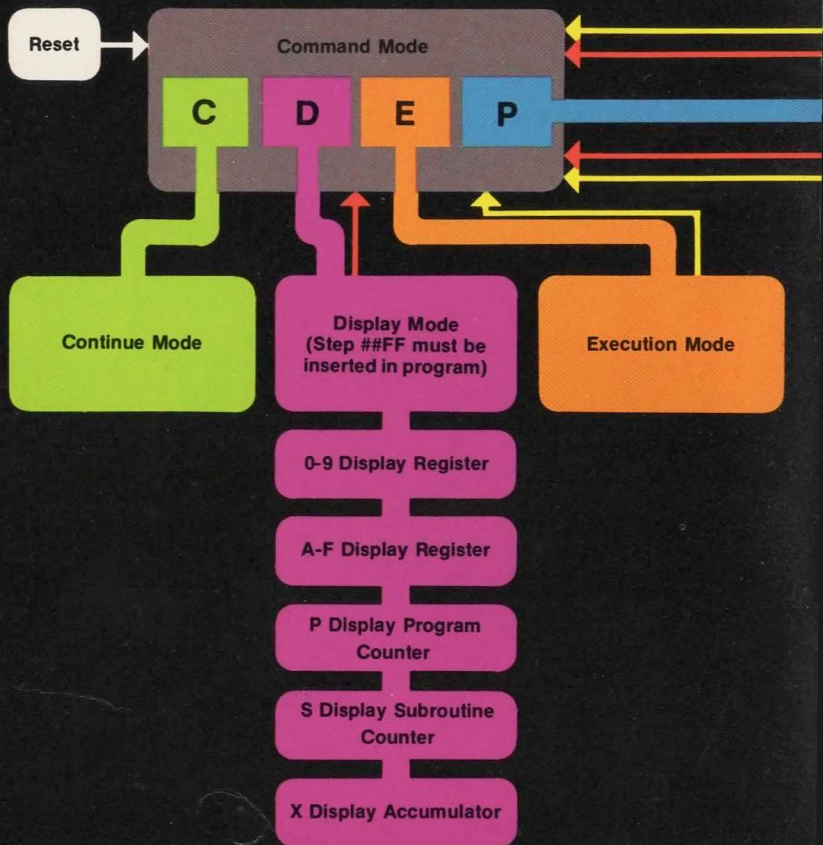 Reset
Command Mode
C
D
E
P
Continue Mode
Display Mode
(Step ##FF must be
inserted in program)
Execution Mode
0-9 Display Register
A-F Display Register
P Display Program
Counter
S Display Subroutine
Counter
X Display Accumulator